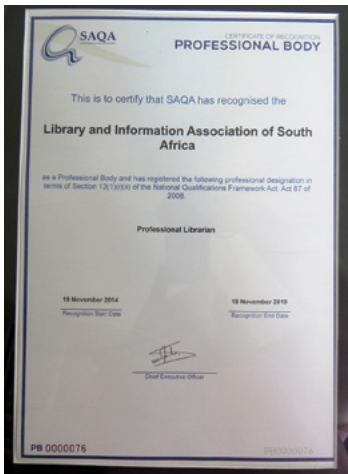 SAQA
CERTIFICATE OF RECOGNITION
PROFESSIONAL BODY
This is to certify that SAQA has recognised the
Library and Information Association of South
Africa
as a Professional Body and has registered the following professional designation in
terms of Section 13(1)(i)(ii) of the National Qualifications Framework Act, Act 67 of
2008.
Professional Librarian
19 November 2014
18 November 2019
Recognition Start Date
Recognition End Date
Chief Executive Officer
PB 0000076
PB0000076